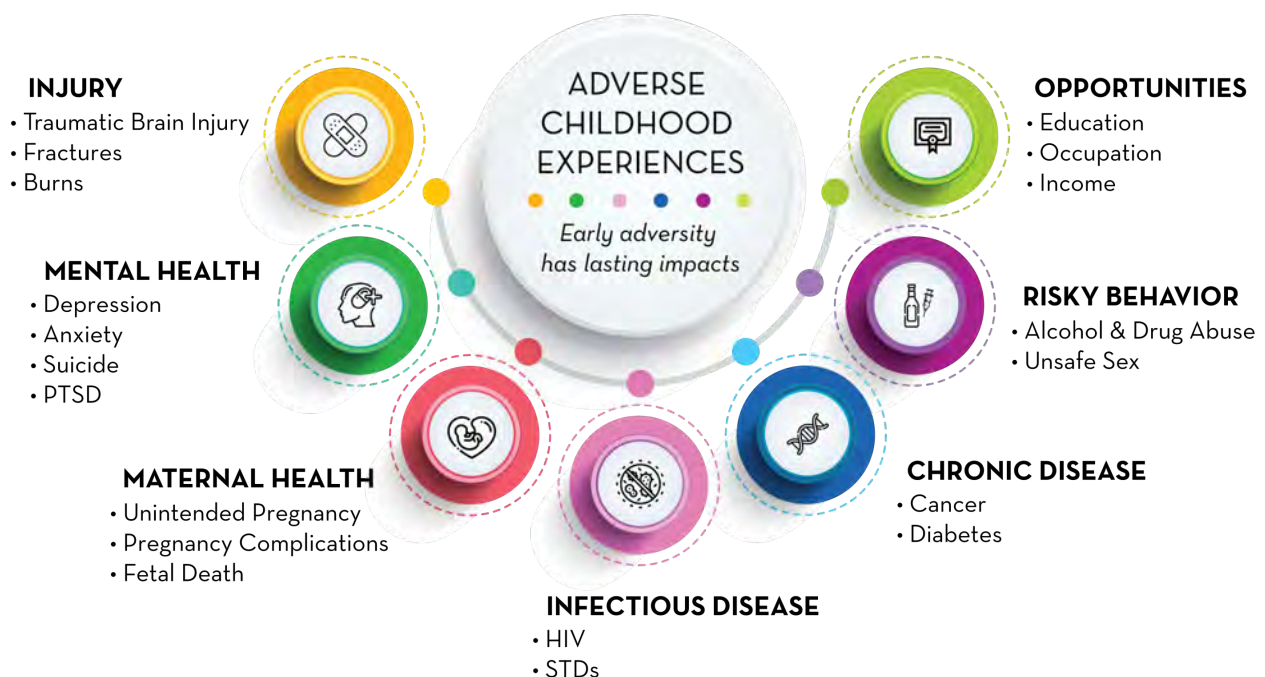 ADVERSE
CHILDHOOD
EXPERIENCES
Early adversity
has lasting impacts
INJURY
• Traumatic Brain Injury
• Fractures
• Burns
MENTAL HEALTH
• Depression
• Anxiety
• Suicide
• PTSD
MATERNAL HEALTH
• Unintended Pregnancy
• Pregnancy Complications
• Fetal Death
INFECTIOUS DISEASE
• HIV
• STDs
CHRONIC DISEASE
• Cancer
• Diabetes
RISKY BEHAVIOR
• Alcohol & Drug Abuse
• Unsafe Sex
OPPORTUNITIES
• Education
• Occupation
• Income